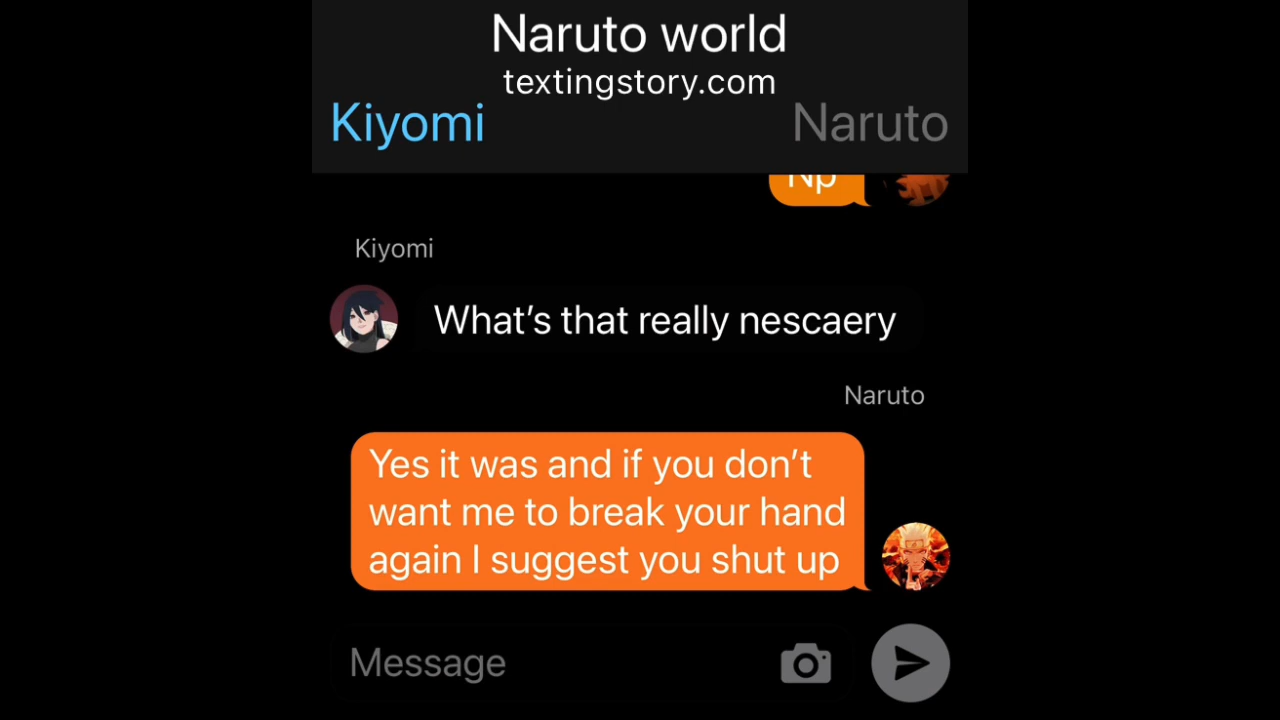 Naruto world
textingstory.com
Kiyomi
Naruto
Np
Kiyomi
What's that really nescaery
Naruto
Yes it was and if you don't
want me to break your hand
again I suggest you shut up
Message